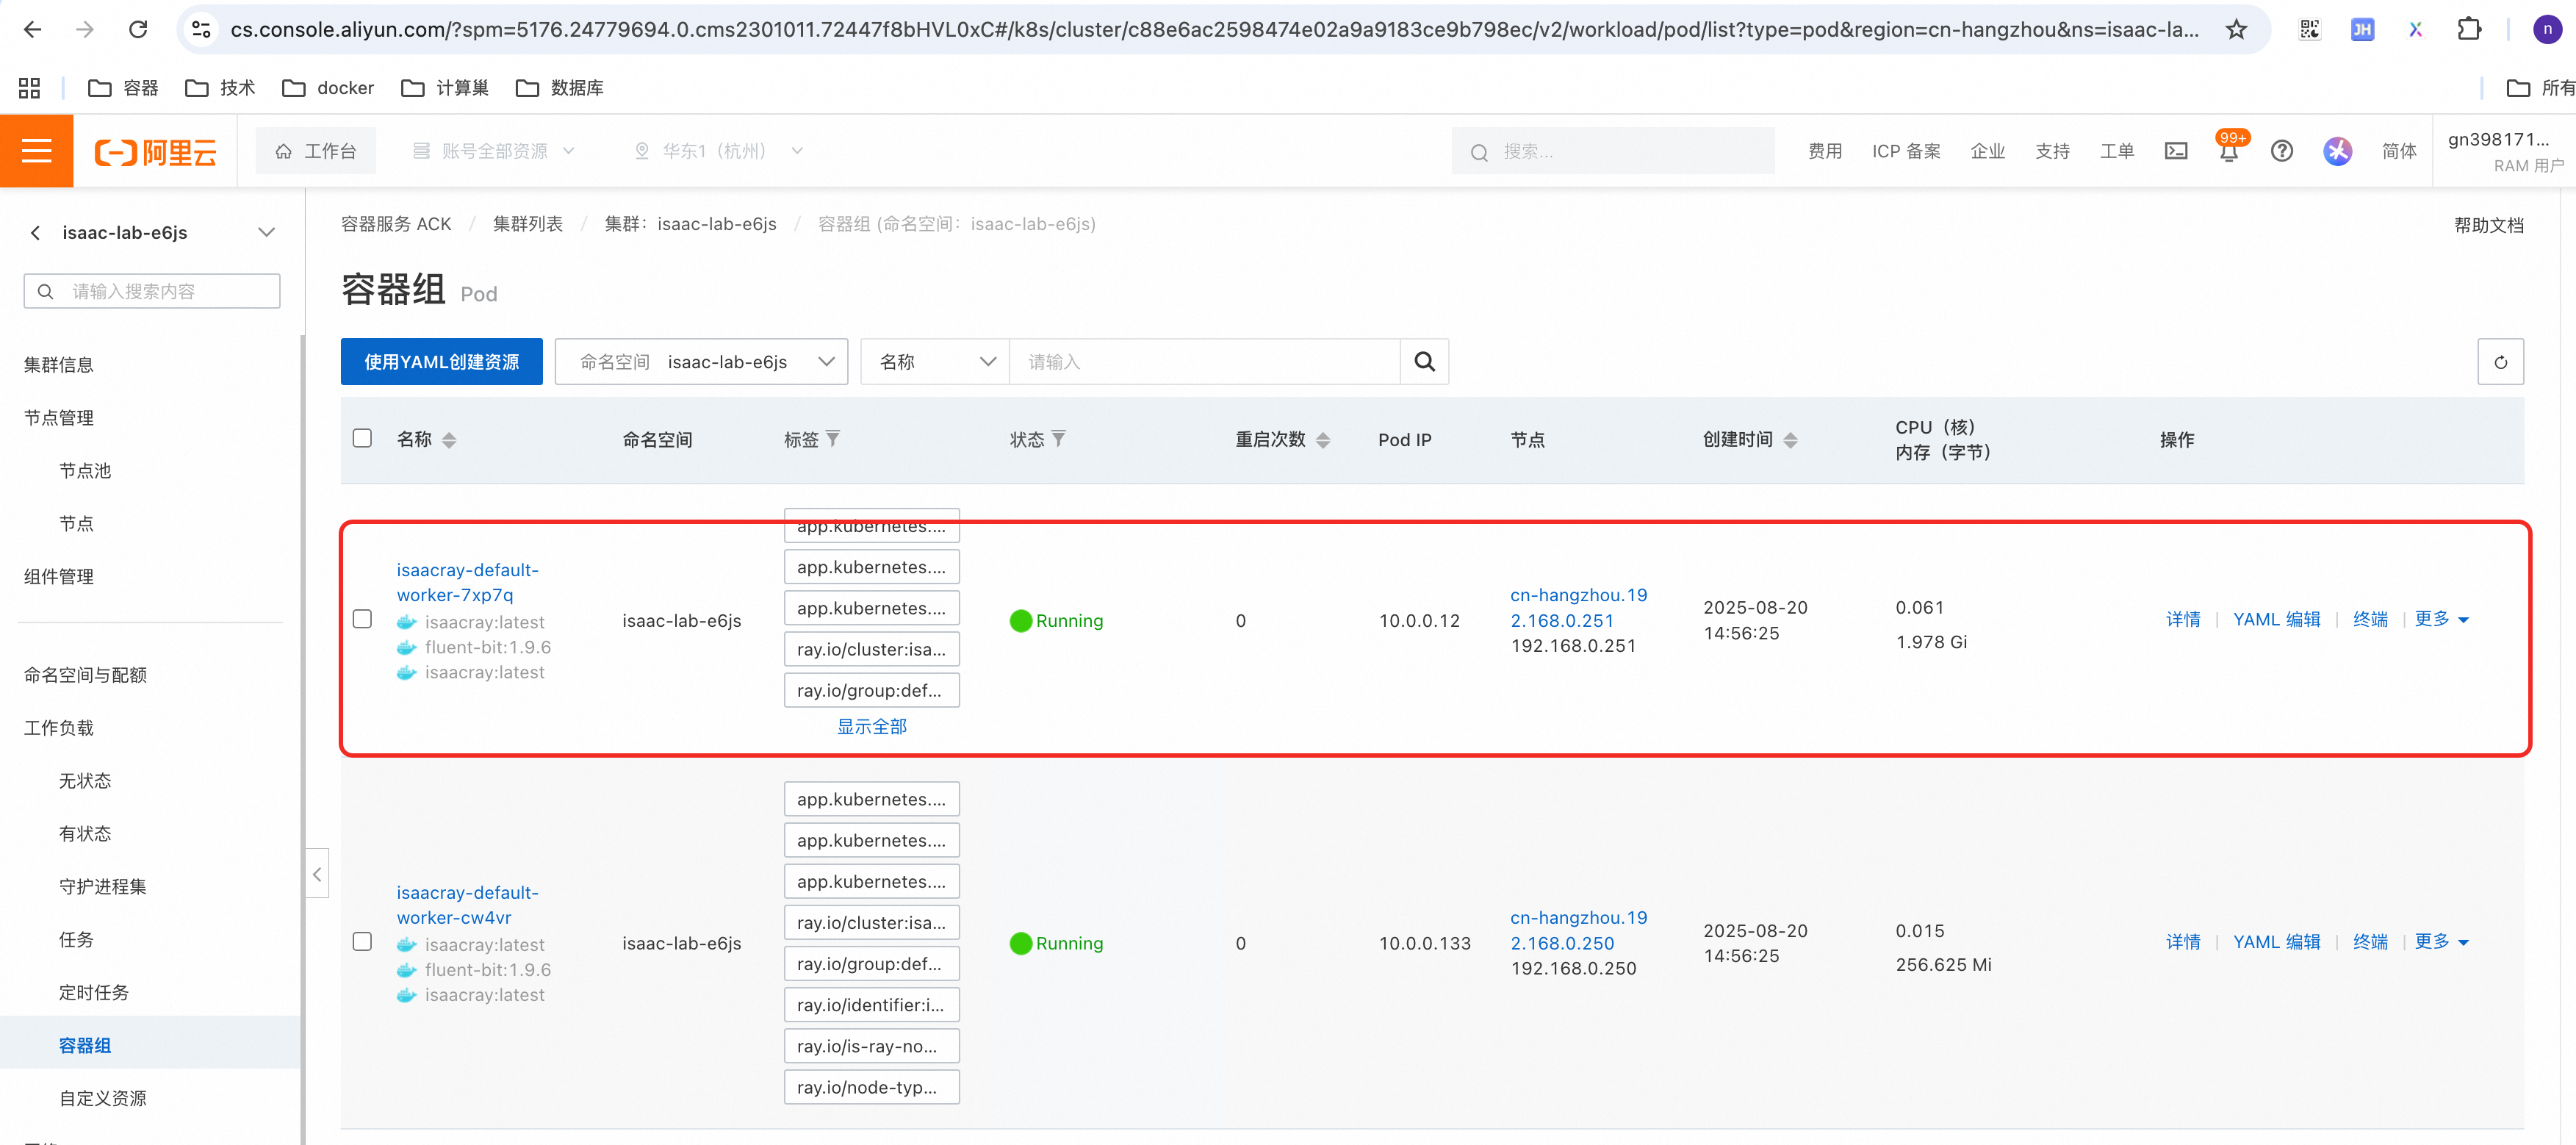 cs.console.aliyun.com/?spm=5176.24779694.0.cms2301011.72447f8bHVL0xC#/k8s/cluster/c88e6ac2598474e02a9a9183ce9b798ec/v2/workload/pod/list?type=pod&region=cn-hangzhou&ns=isaac-la...
JH
n
容器
技术
docker
计算巢
数据库
所有
阿里云
工作台
账号全部资源
华东1（杭州）
搜索...
费用
ICP 备案
企业
支持
工单
99+
简体
gn398171...
RAM 用户
isaac-lab-e6js
请输入搜索内容
集群信息
节点管理
节点池
节点
组件管理
命名空间与配额
工作负载
无状态
有状态
守护进程集
任务
定时任务
容器组
自定义资源
容器服务 ACK / 集群列表 / 集群：isaac-lab-e6js / 容器组 (命名空间：isaac-lab-e6js)
帮助文档
容器组 Pod
使用YAML创建资源
命名空间 isaac-lab-e6js
名称
请输入
名称
命名空间
标签
状态
重启次数
Pod IP
节点
创建时间
CPU（核）
内存（字节）
操作
isaacray-default-
worker-7xp7q
isaacray:latest
fluent-bit:1.9.6
isaacray:latest
isaac-lab-e6js
app.kubernetes....
app.kubernetes....
app.kubernetes....
ray.io/cluster:isa...
ray.io/group:def...
显示全部
Running
0
10.0.0.12
cn-hangzhou.19
2.168.0.251
192.168.0.251
2025-08-20
14:56:25
0.061
1.978 Gi
详情 | YAML 编辑 | 终端 | 更多
isaacray-default-
worker-cw4vr
isaacray:latest
fluent-bit:1.9.6
isaacray:latest
isaac-lab-e6js
app.kubernetes....
app.kubernetes....
app.kubernetes....
ray.io/cluster:isa...
ray.io/group:def...
ray.io/identifier:i...
ray.io/is-ray-no...
ray.io/node-typ...
Running
0
10.0.0.133
cn-hangzhou.19
2.168.0.250
192.168.0.250
2025-08-20
14:56:25
0.015
256.625 Mi
详情 | YAML 编辑 | 终端 | 更多